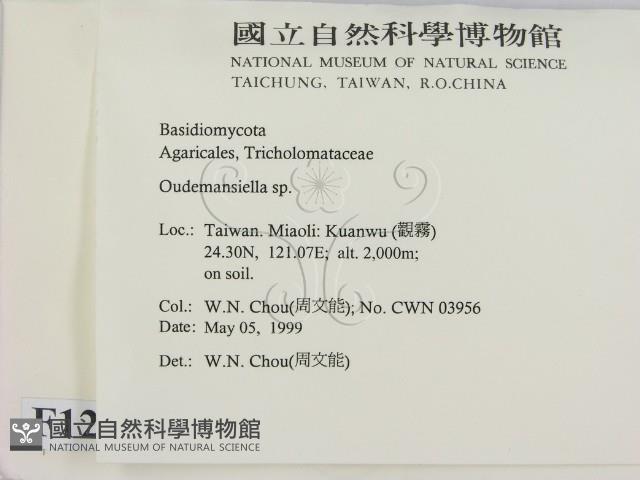 國立自然科學博物館
NATIONAL MUSEUM OF NATURAL SCIENCE
TAICHUNG, TAIWAN, R.O.CHINA
Basidiomycota
Agaricales, Tricholomataceae
Oudemansiella sp.
Loc.: Taiwan. Miaoli: Kuanwu (觀霧)
24.30N, 121.07E; alt. 2,000m;
on soil.
Col.: W.N. Chou(周文能); No. CWN 03956
Date: May 05, 1999
Det.: W.N. Chou(周文能)
F12
國立自然科學博物館
NATIONAL MUSEUM OF NATURAL SCIENCE